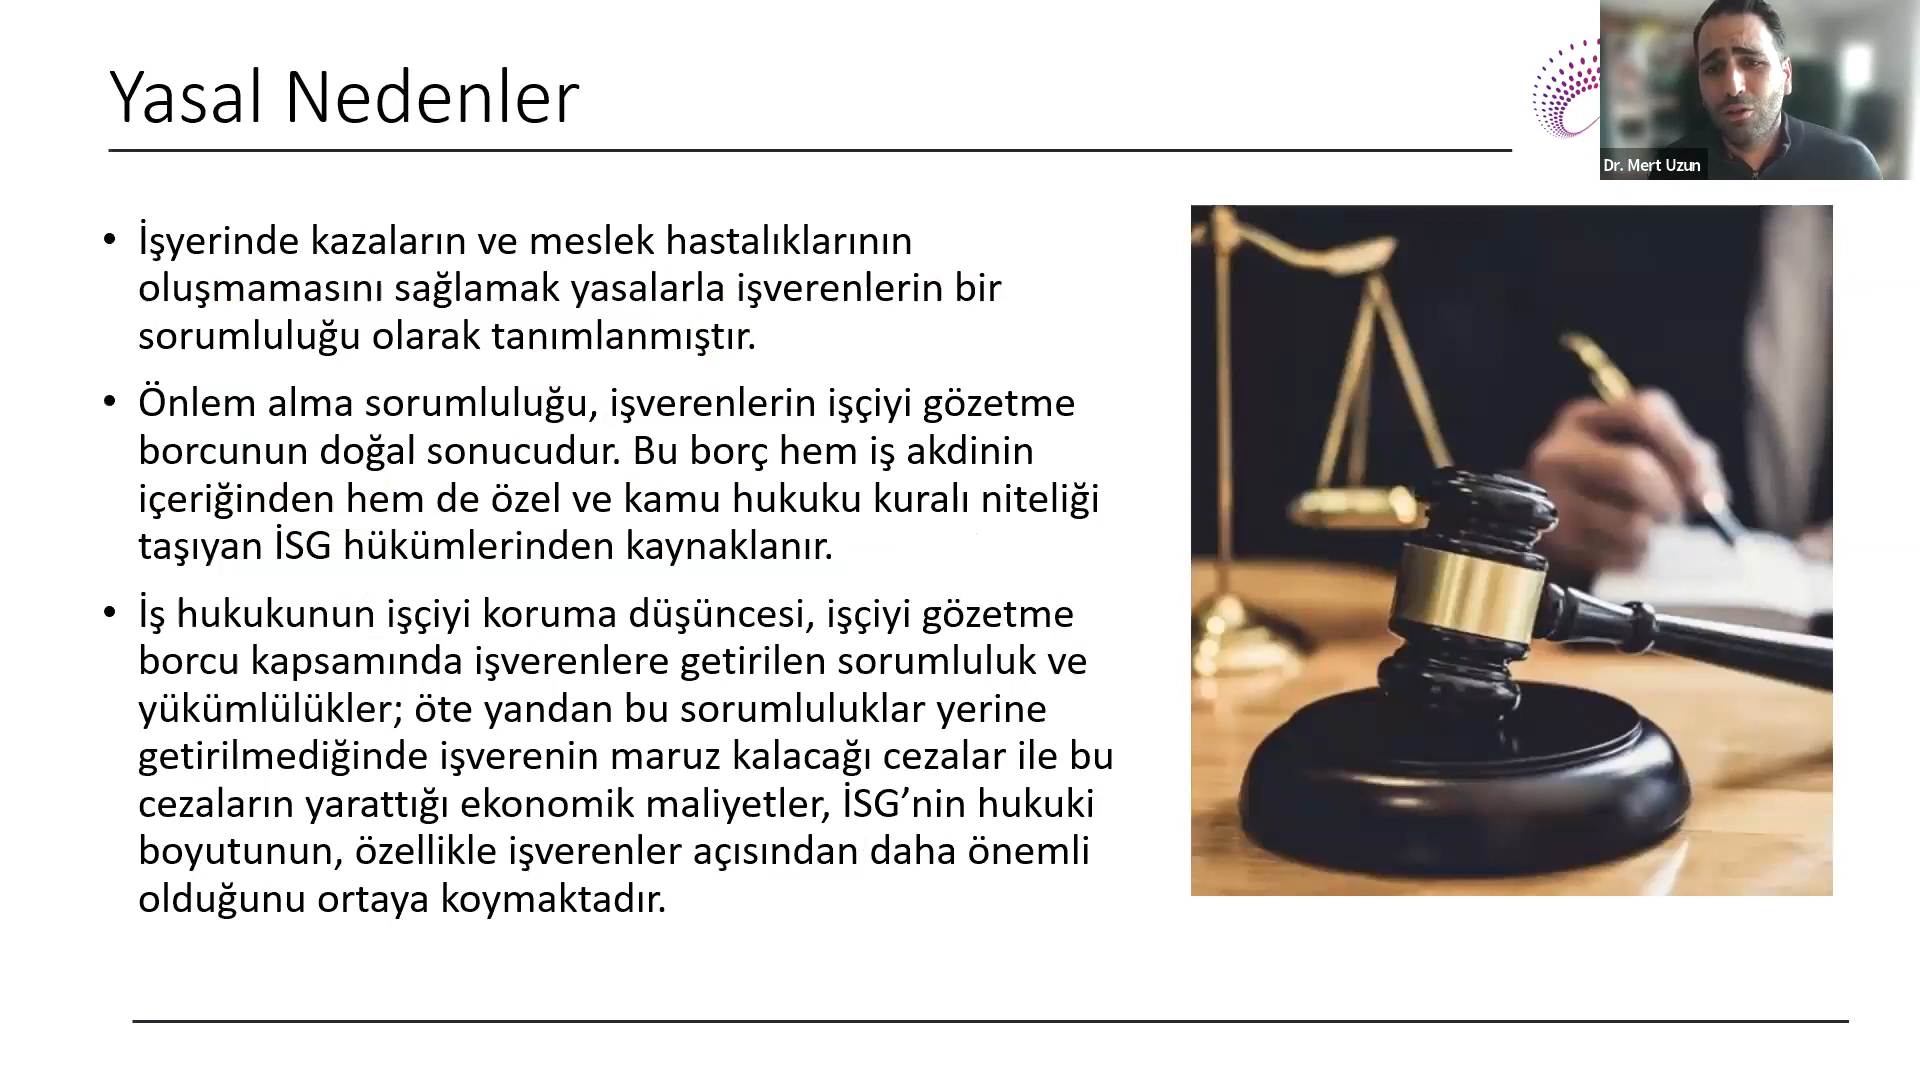 Yasal Nedenler
Dr. Mert Uzun
• İşyerinde kazaların ve meslek hastalıklarının
oluşmamasını sağlamak yasalarla işverenlerin bir
sorumluluğu olarak tanımlanmıştır.
• Önlem alma sorumluluğu, işverenlerin işçiyi gözetme
borcunun doğal sonucudur. Bu borç hem iş akdinin
içeriğinden hem de özel ve kamu hukuku kuralı niteliği
taşıyan İSG hükümlerinden kaynaklanır.
• İş hukukunun işçiyi koruma düşüncesi, işçiyi gözetme
borcu kapsamında işverenlere getirilen sorumluluk ve
yükümlülükler; öte yandan bu sorumluluklar yerine
getirilmediğinde işverenin maruz kalacağı cezalar ile bu
cezaların yarattığı ekonomik maliyetler, İSG’nin hukuki
boyutunun, özellikle işverenler açısından daha önemli
olduğunu ortaya koymaktadır.